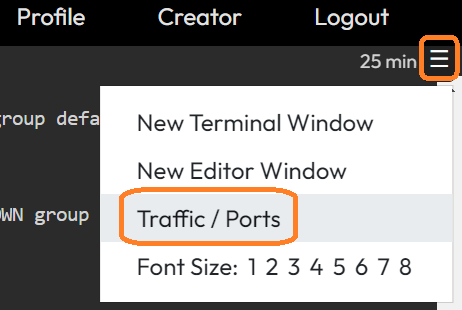 Profile Creator Logout
25 min
group defa
New Terminal Window
New Editor Window
OWN group
Traffic / Ports
Font Size: 1 2 3 4 5 6 7 8